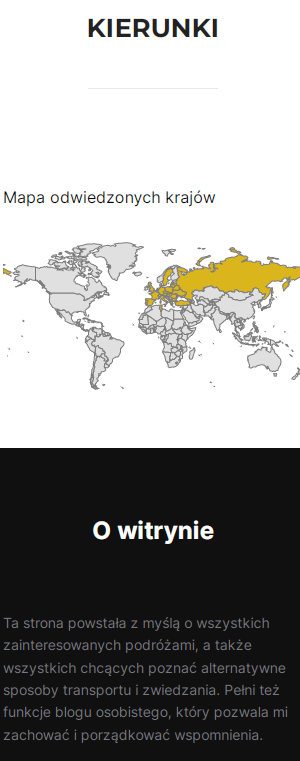 KIERUNKI
Mapa odwiedzonych krajów
O witrynie
Ta strona powstała z myślą o wszystkich
zainteresowanych podróżami, a także
wszystkich chcących poznać alternatywne
sposoby transportu i zwiedzania. Pełni też
funkcje blogu osobistego, który pozwala mi
zachować i porządkować wspomnienia.